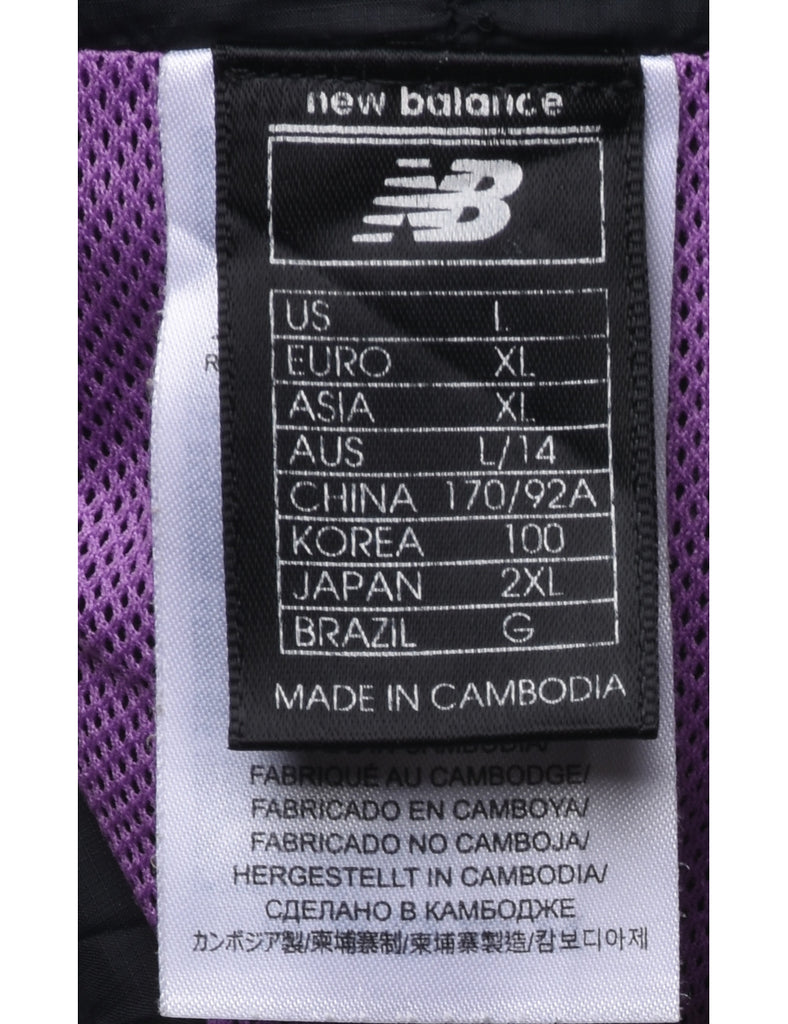 new balance
NB
US L
EURO XL
ASIA XL
AUS L/14
CHINA 170/92A
KOREA 100
JAPAN 2XL
BRAZIL G
MADE IN CAMBODIA
FABRIQUÉ AU CAMBODGE/
FABRICADO EN CAMBOYA/
FABRICADO NO CAMBOJA/
HERGESTELLT IN CAMBODIA/
СДЕЛАНО В КАМБОДЖЕ
カンボジア製/柬埔寨制/柬埔寨製造/캄보디아제